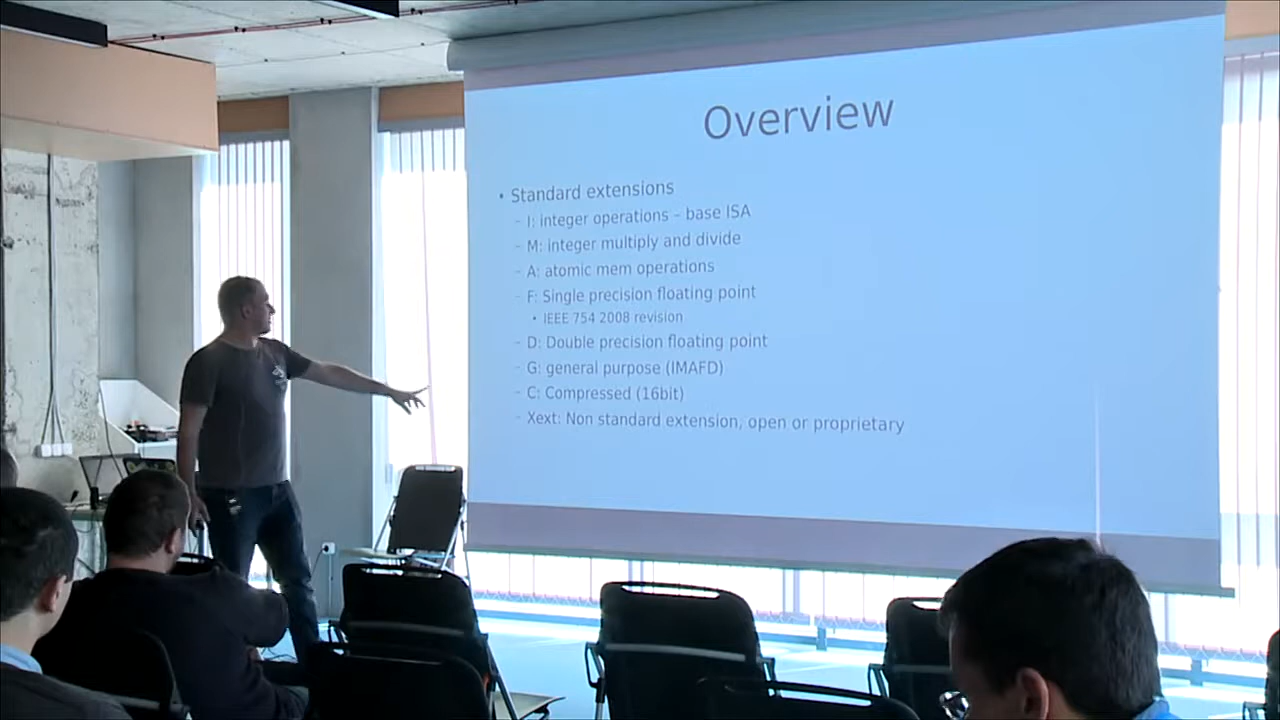 Overview
• Standard extensions
– I: integer operations – base ISA
– M: integer multiply and divide
– A: atomic mem operations
– F: Single precision floating point
• IEEE 754 2008 revision
– D: Double precision floating point
– G: general purpose (IMAFD)
– C: Compressed (16bit)
– Xext: Non standard extension, open or proprietary